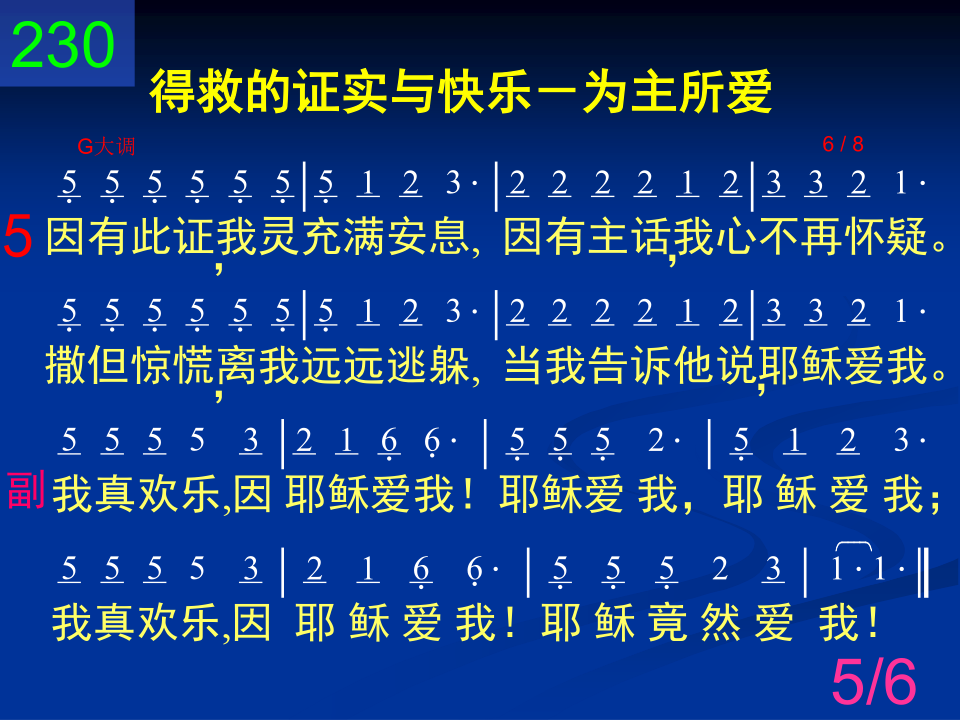 230
得救的证实与快乐－为主所爱
G大调 6 / 8
5 5 5 5 5 5 | 5 1 2 3 · | 2 2 2 2 1 2 | 3 3 2 1 ·
5 因有此证，我灵充满安息, 因有主话，我心不再怀疑。
5 5 5 5 5 5 | 5 1 2 3 · | 2 2 2 2 1 2 | 3 3 2 1 ·
撒但惊慌，离我远远逃躲, 当我告诉他说，耶稣爱我。
5 5 5 5 3 | 2 1 6 6 · | 5 5 5 2 · | 5 1 2 3 ·
副 我真欢乐,因 耶稣爱我！耶稣爱 我，耶 稣 爱 我；
5 5 5 5 3 | 2 1 6 6 · | 5 5 5 2 3 | 1 · 1 · ‖
我真欢乐,因 耶 稣 爱 我！耶 稣 竟 然 爱 我！
5/6